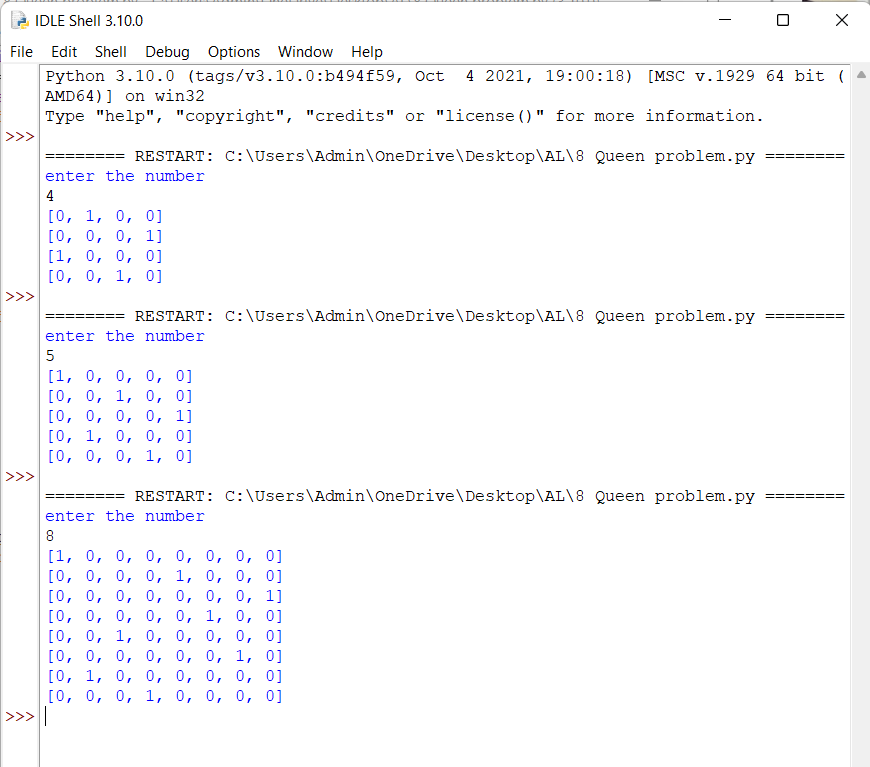 IDLE Shell 3.10.0
File Edit Shell Debug Options Window Help
Python 3.10.0 (tags/v3.10.0:b494f59, Oct  4 2021, 19:00:18) [MSC v.1929 64 bit (
AMD64)] on win32
Type "help", "copyright", "credits" or "license()" for more information.
>>>
======== RESTART: C:\Users\Admin\OneDrive\Desktop\AL\8 Queen problem.py ========
enter the number
4
[0, 1, 0, 0]
[0, 0, 0, 1]
[1, 0, 0, 0]
[0, 0, 1, 0]
>>>
======== RESTART: C:\Users\Admin\OneDrive\Desktop\AL\8 Queen problem.py ========
enter the number
5
[1, 0, 0, 0, 0]
[0, 0, 1, 0, 0]
[0, 0, 0, 0, 1]
[0, 1, 0, 0, 0]
[0, 0, 0, 1, 0]
>>>
======== RESTART: C:\Users\Admin\OneDrive\Desktop\AL\8 Queen problem.py ========
enter the number
8
[1, 0, 0, 0, 0, 0, 0, 0]
[0, 0, 0, 0, 1, 0, 0, 0]
[0, 0, 0, 0, 0, 0, 0, 1]
[0, 0, 0, 0, 0, 1, 0, 0]
[0, 0, 1, 0, 0, 0, 0, 0]
[0, 0, 0, 0, 0, 0, 1, 0]
[0, 1, 0, 0, 0, 0, 0, 0]
[0, 0, 0, 1, 0, 0, 0, 0]
>>>